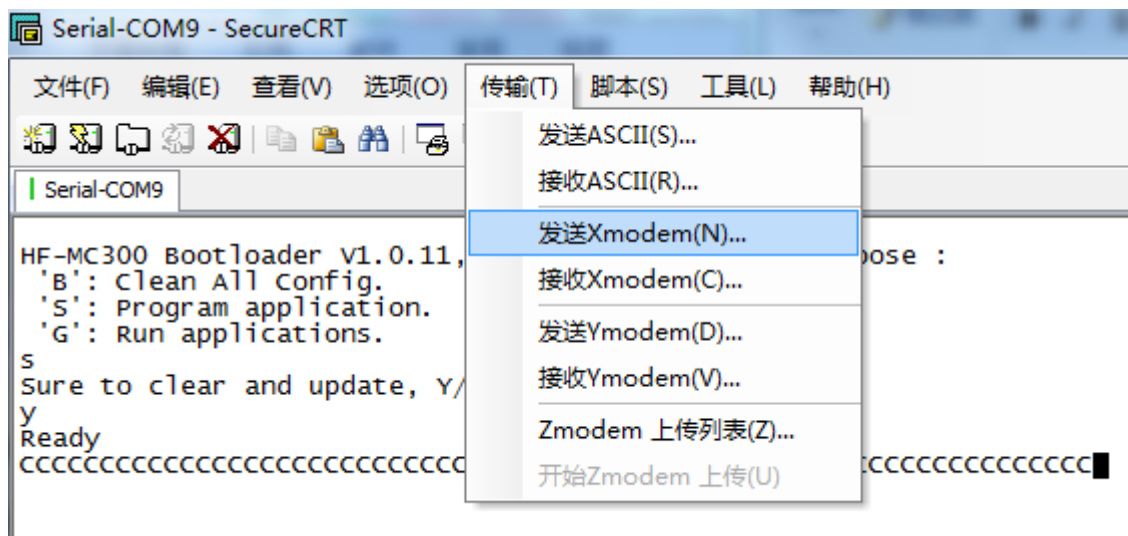 Serial-COM9 - SecureCRT
文件(F) 编辑(E) 查看(V) 选项(O) 传输(T) 脚本(S) 工具(L) 帮助(H)
Serial-COM9
发送ASCII(S)...
接收ASCII(R)...
发送Xmodem(N)...
接收Xmodem(C)...
发送Ymodem(D)...
接收Ymodem(V)...
Zmodem 上传列表(Z)...
开始Zmodem 上传(U)
HF-MC300 Bootloader V1.0.11, pose :
'B': Clean All Config.
'S': Program application.
'G': Run applications.
s
Sure to clear and update, Y/
y
Ready
CCCCCCCCCCCCCCCCCCCCCCCCCCCC CCCCCCCCCCCCCCC